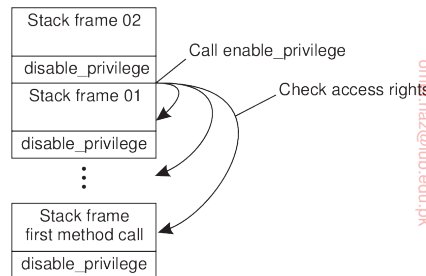 Stack frame 02
Call enable_privilege
disable_privilege
Stack frame 01
Check access rights
disable_privilege
Stack frame
first method call
disable_privilege